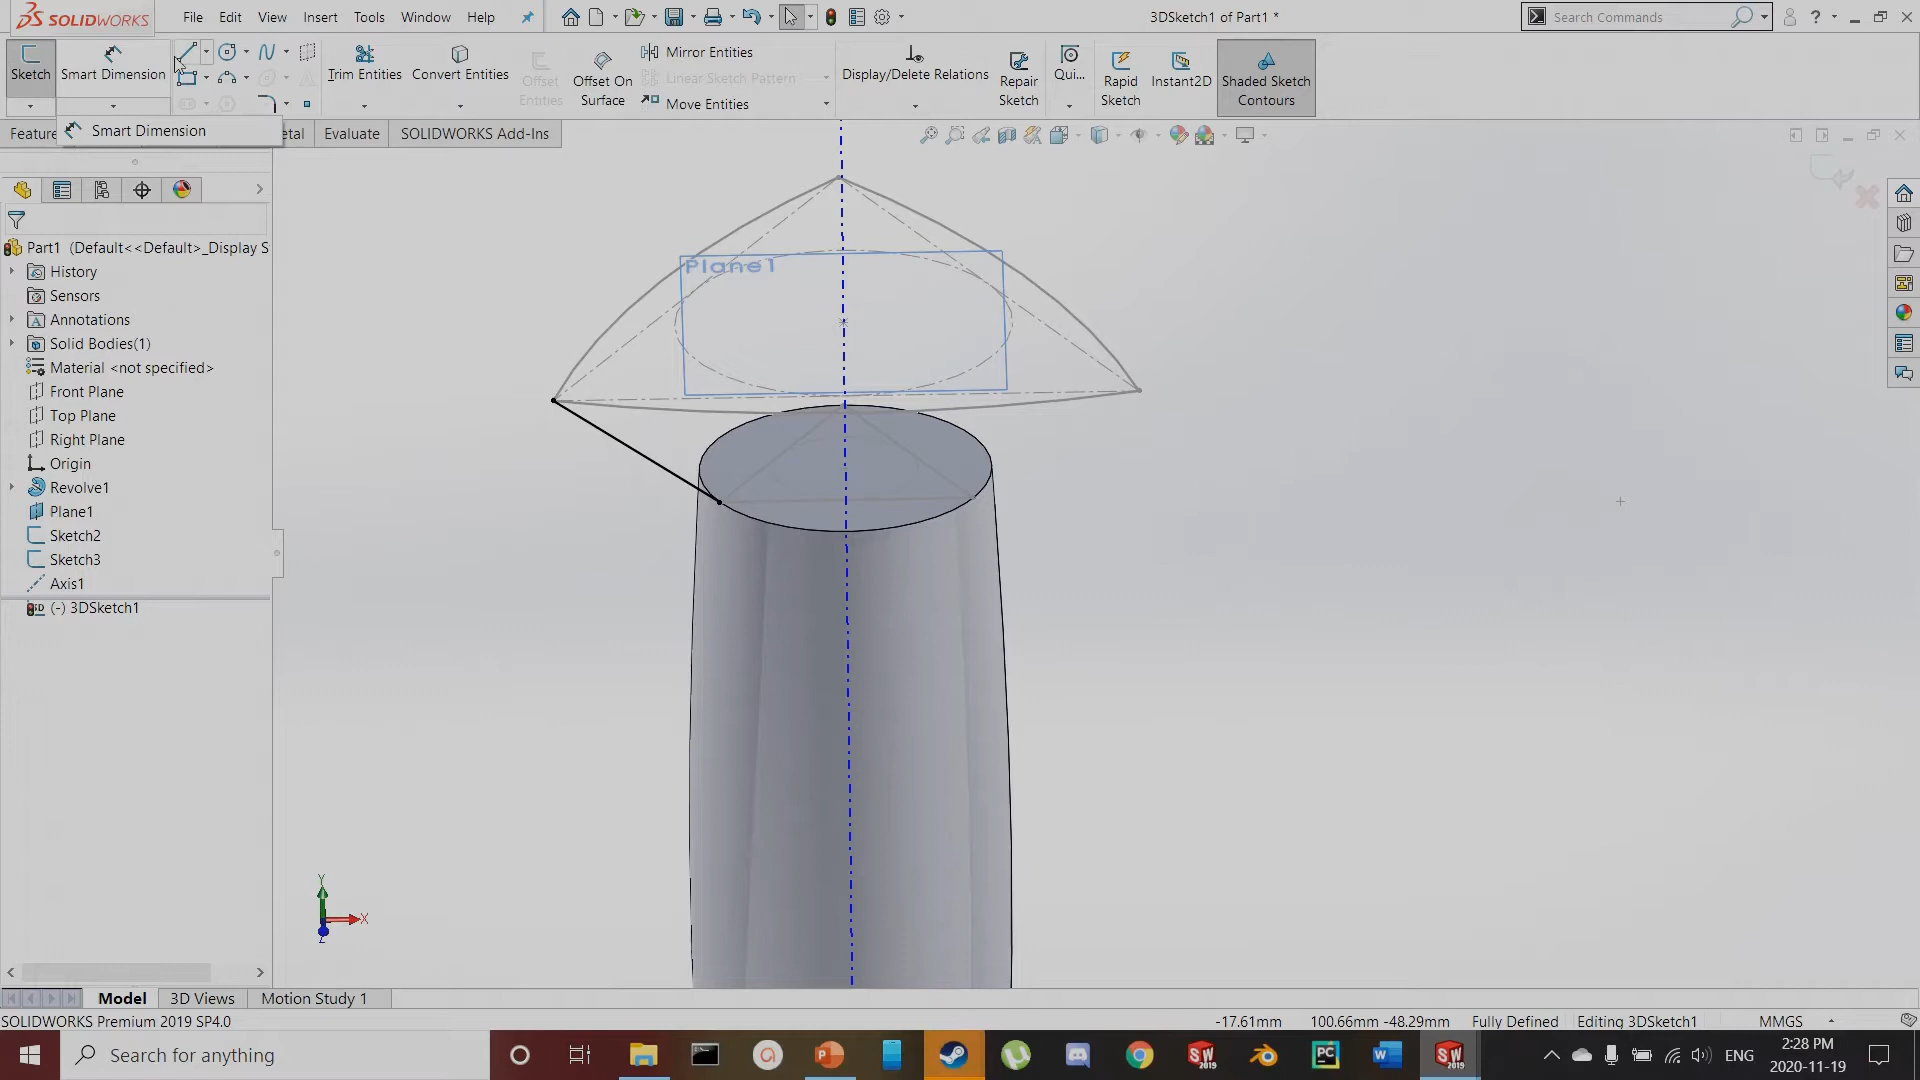 SOLIDWORKS
File Edit View Insert Tools Window Help
3DSketch1 of Part1 *
Search Commands
Sketch
Smart Dimension
Trim Entities
Convert Entities
Offset Entities
Offset On Surface
Mirror Entities
Linear Sketch Pattern
Move Entities
Display/Delete Relations
Repair Sketch
Qui...
Rapid Sketch
Instant2D
Shaded Sketch Contours
Smart Dimension
Feature
etal
Evaluate
SOLIDWORKS Add-Ins
Part1 (Default<<Default>_Display S
History
Sensors
Annotations
Solid Bodies(1)
Material <not specified>
Front Plane
Top Plane
Right Plane
Origin
Revolve1
Plane1
Sketch2
Sketch3
Axis1
(-) 3DSketch1
Plane1
Y
X
Z
Model
3D Views
Motion Study 1
SOLIDWORKS Premium 2019 SP4.0
-17.61mm
100.66mm -48.29mm
Fully Defined
Editing 3DSketch1
MMGS
Search for anything
ENG
2:28 PM
2020-11-19